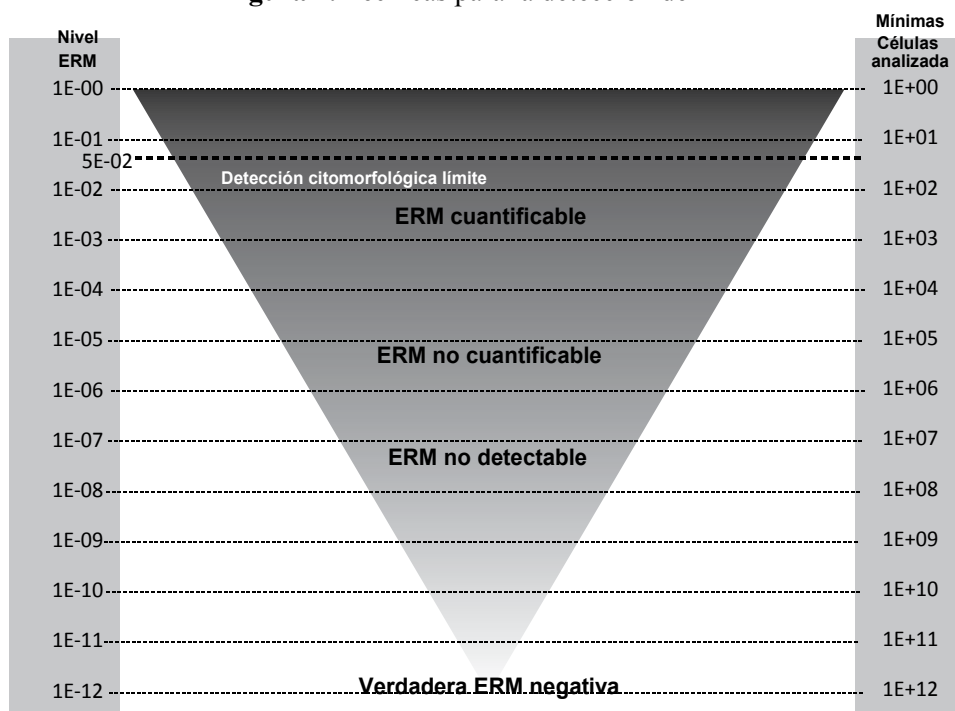 Nivel
ERM
Mínimas
Células
analizada
1E-00 1E+00
1E-01 1E+01
5E-02
Detección citomorfológica límite
1E-02 1E+02
ERM cuantificable
1E-03 1E+03
1E-04 1E+04
1E-05 1E+05
ERM no cuantificable
1E-06 1E+06
1E-07 1E+07
ERM no detectable
1E-08 1E+08
1E-09 1E+09
1E-10 1E+10
1E-11 1E+11
Verdadera ERM negativa
1E-12 1E+12